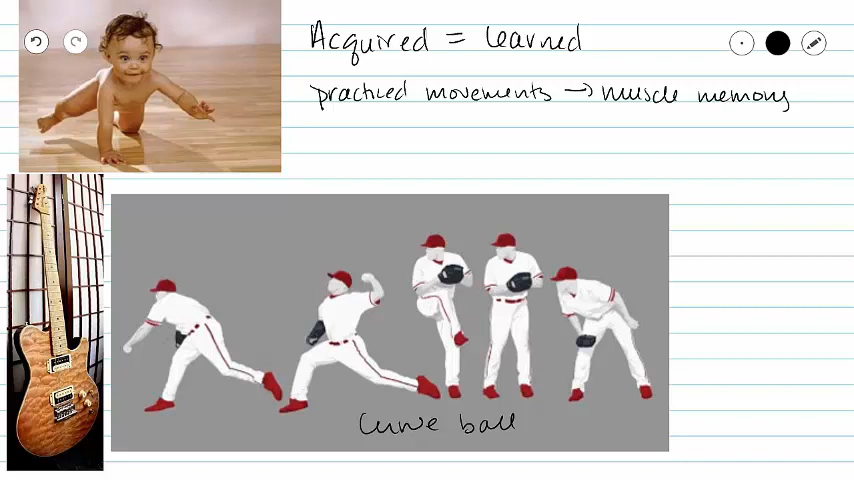 Acquired = learned
practiced movements → muscle memory
Curve ball